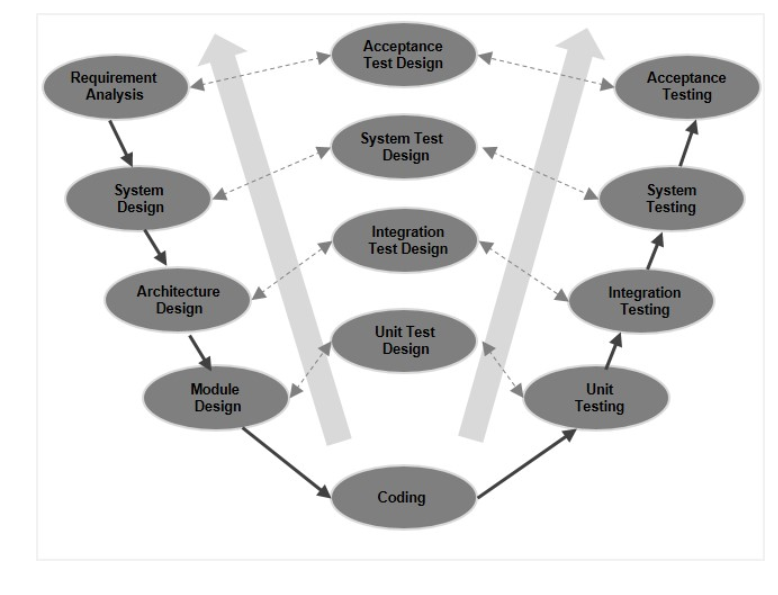 Acceptance
Test Design
Requirement
Analysis
Acceptance
Testing
System Test
Design
System
Design
System
Testing
Integration
Test Design
Architecture
Design
Integration
Testing
Unit Test
Design
Module
Design
Unit
Testing
Coding